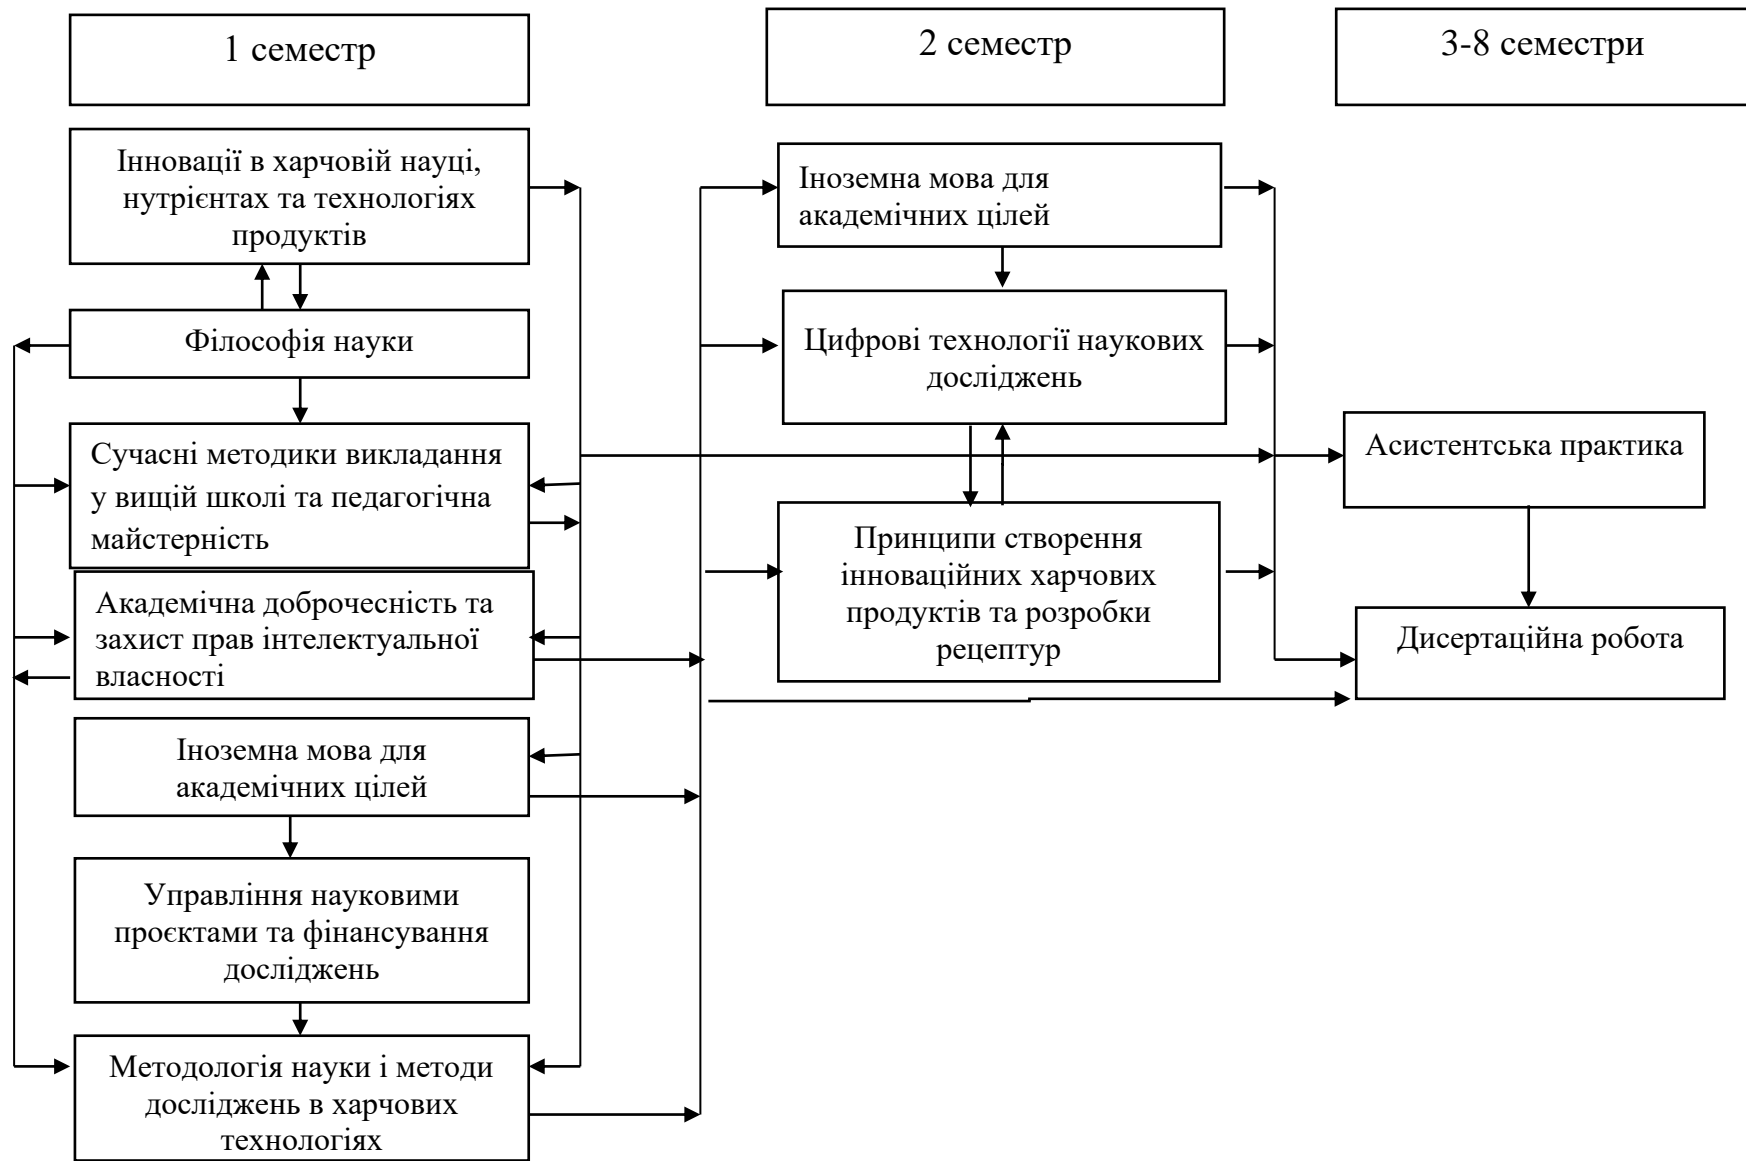 1 семестр
2 семестр
3-8 семестри
Інновації в харчовій науці,
нутрієнтах та технологіях
продуктів
Філософія науки
Сучасні методики викладання
у вищій школі та педагогічна
майстерність
Академічна доброчесність та
захист прав інтелектуальної
власності
Іноземна мова для
академічних цілей
Управління науковими
проєктами та фінансування
досліджень
Методологія науки і методи
досліджень в харчових
технологіях
Іноземна мова для
академічних цілей
Цифрові технології наукових
досліджень
Принципи створення
інноваційних харчових
продуктів та розробки
рецептур
Асистентська практика
Дисертаційна робота